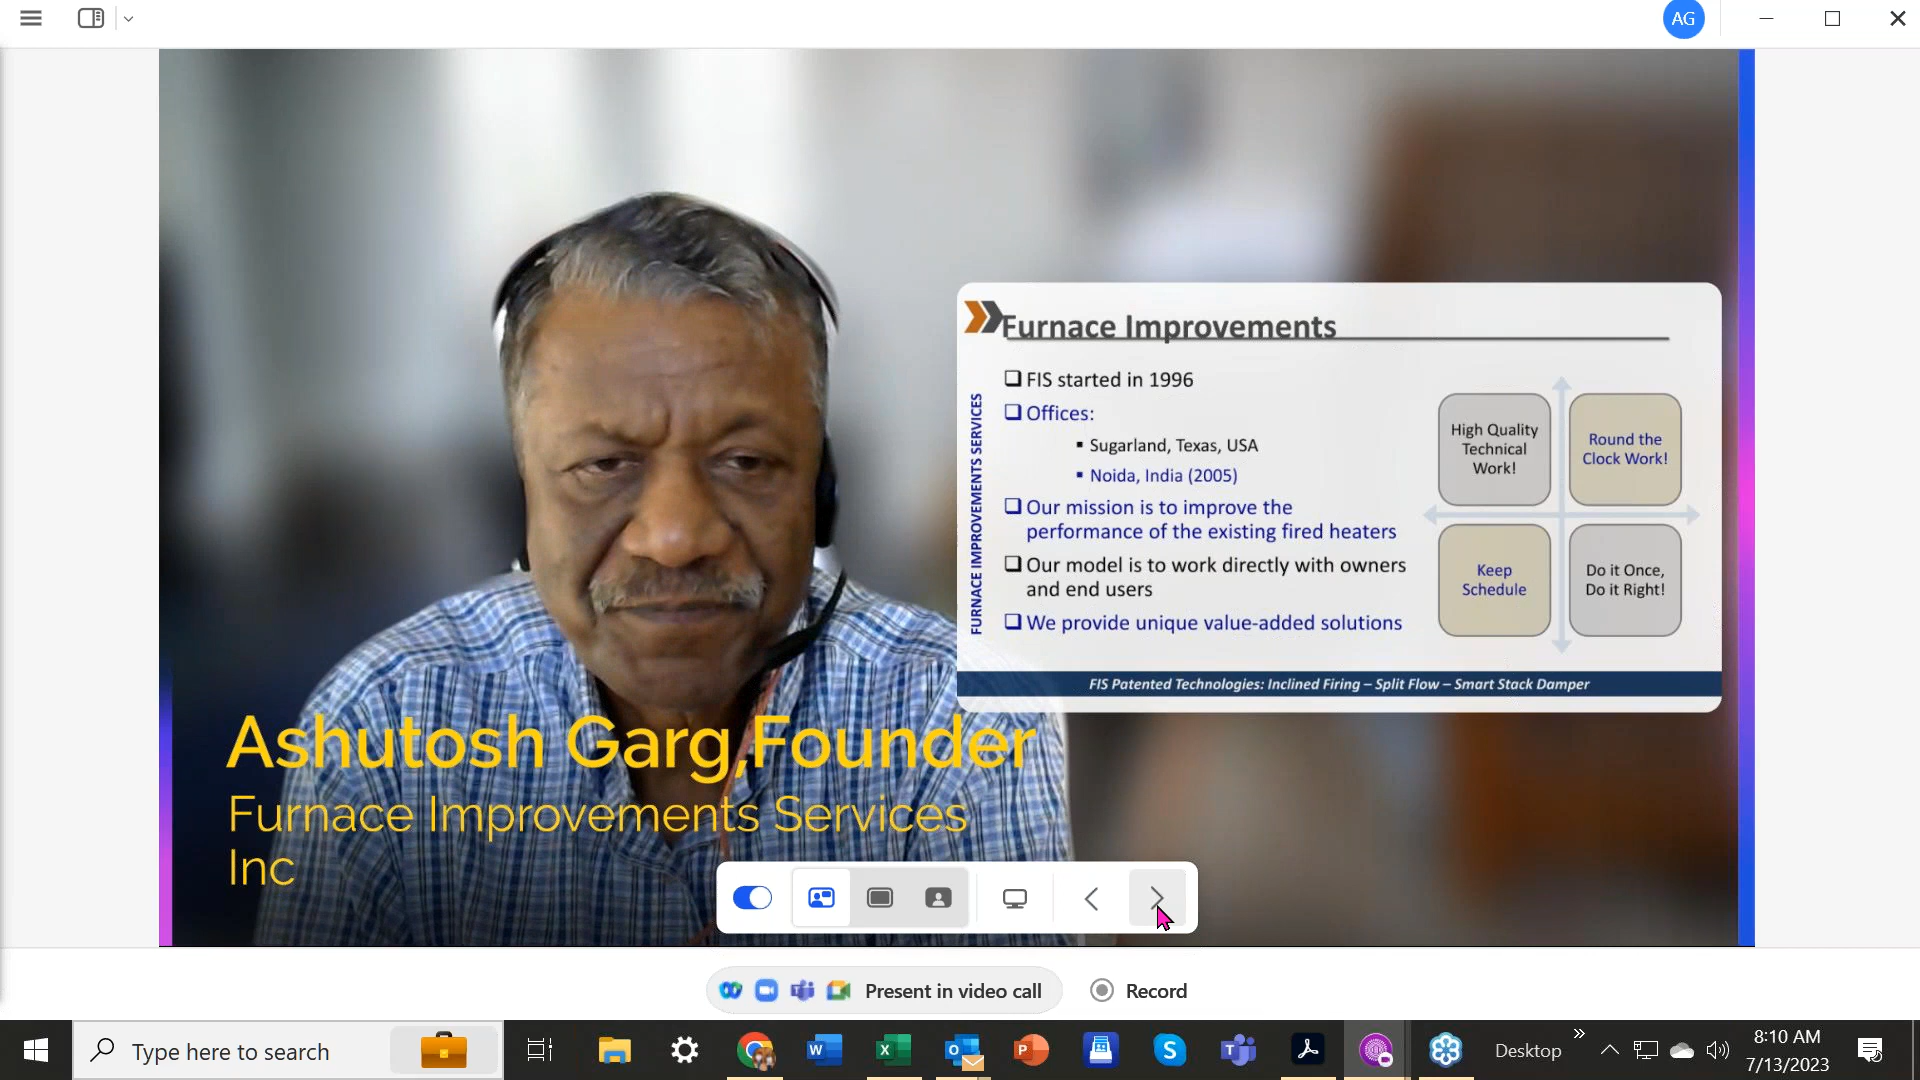 AG
Furnace Improvements
FURNACE IMPROVEMENTS SERVICES
❑ FIS started in 1996
❑ Offices:
▪ Sugarland, Texas, USA
▪ Noida, India (2005)
❑ Our mission is to improve the
performance of the existing fired heaters
❑ Our model is to work directly with owners
and end users
❑ We provide unique value-added solutions
High Quality
Technical
Work!
Round the
Clock Work!
Keep
Schedule
Do it Once,
Do it Right!
FIS Patented Technologies: Inclined Firing – Split Flow – Smart Stack Damper
Ashutosh Garg,Founder
Furnace Improvements Services
Inc
Present in video call
Record
Type here to search
Desktop
8:10 AM
7/13/2023